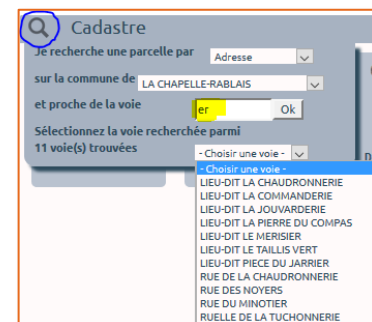 Cadastre
Je recherche une parcelle par Adresse
sur la commune de LA CHAPELLE-RABLAIS
et proche de la voie er Ok
Sélectionnez la voie recherchée parmi
11 voie(s) trouvées - Choisir une voie -
- Choisir une voie -
LIEU-DIT LA CHAUDRONNERIE
LIEU-DIT LA COMMANDERIE
LIEU-DIT LA JOUVARDERIE
LIEU-DIT LA PIERRE DU COMPAS
LIEU-DIT LE MERISIER
LIEU-DIT LE TAILLIS VERT
LIEU-DIT PIECE DU JARRIER
RUE DE LA CHAUDRONNERIE
RUE DES NOYERS
RUE DU MINOTIER
RUELLE DE LA TUCHONNERIE